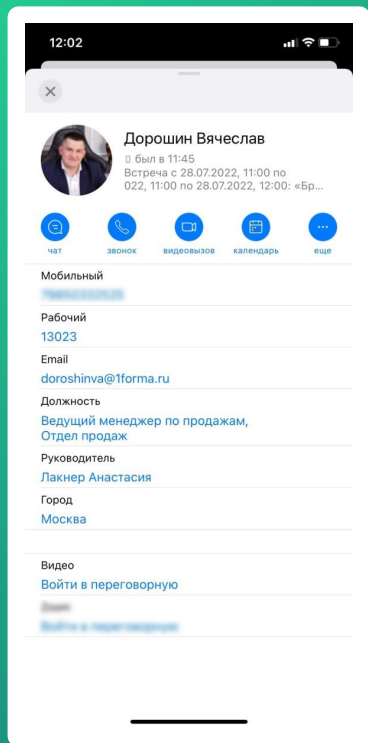 12:02
Дорошин Вячеслав
был в 11:45
Встреча с 28.07.2022, 11:00 по
022, 11:00 по 28.07.2022, 12:00: «Бр...
чат звонок видеовызов календарь еще
Мобильный
Рабочий
13023
Email
doroshinva@1forma.ru
Должность
Ведущий менеджер по продажам,
Отдел продаж
Руководитель
Лакнер Анастасия
Город
Москва
Видео
Войти в переговорную